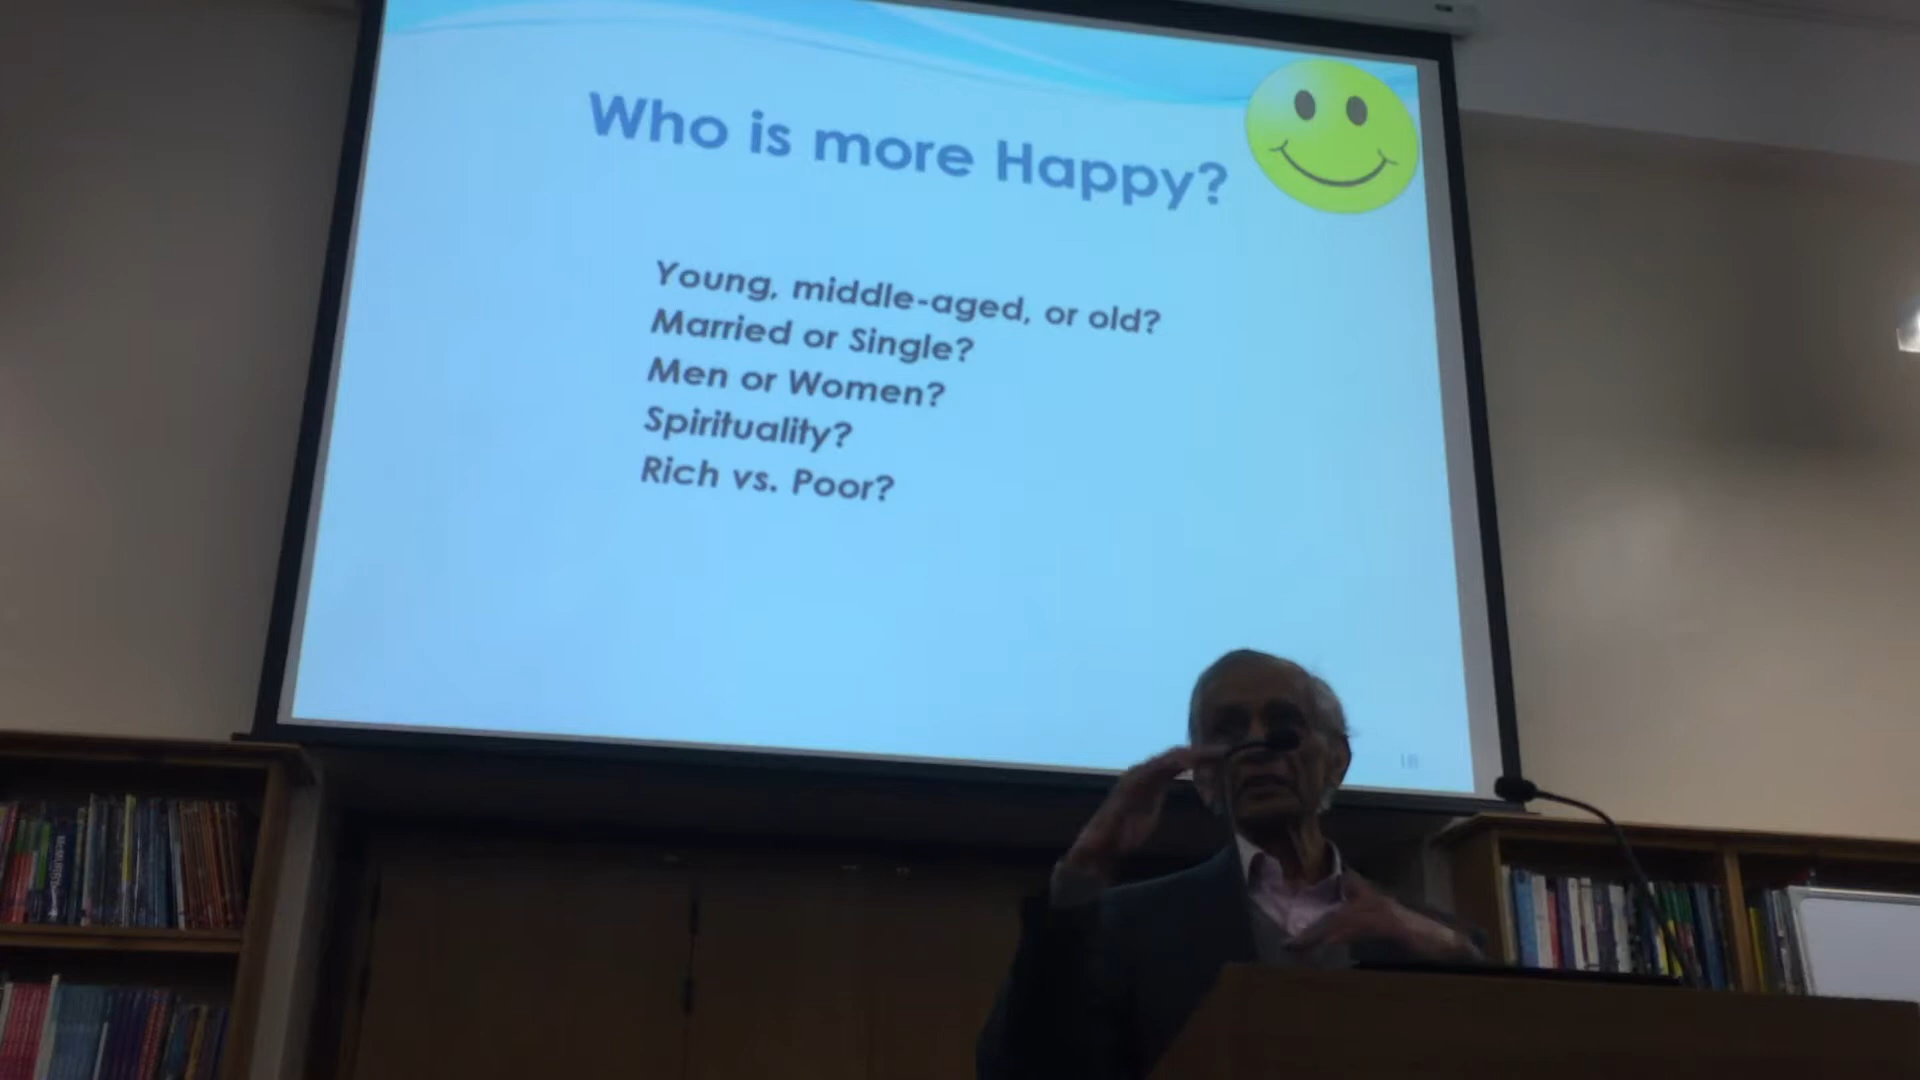 Who is more Happy?
Young, middle-aged, or old?
Married or Single?
Men or Women?
Spirituality?
Rich vs. Poor?
18